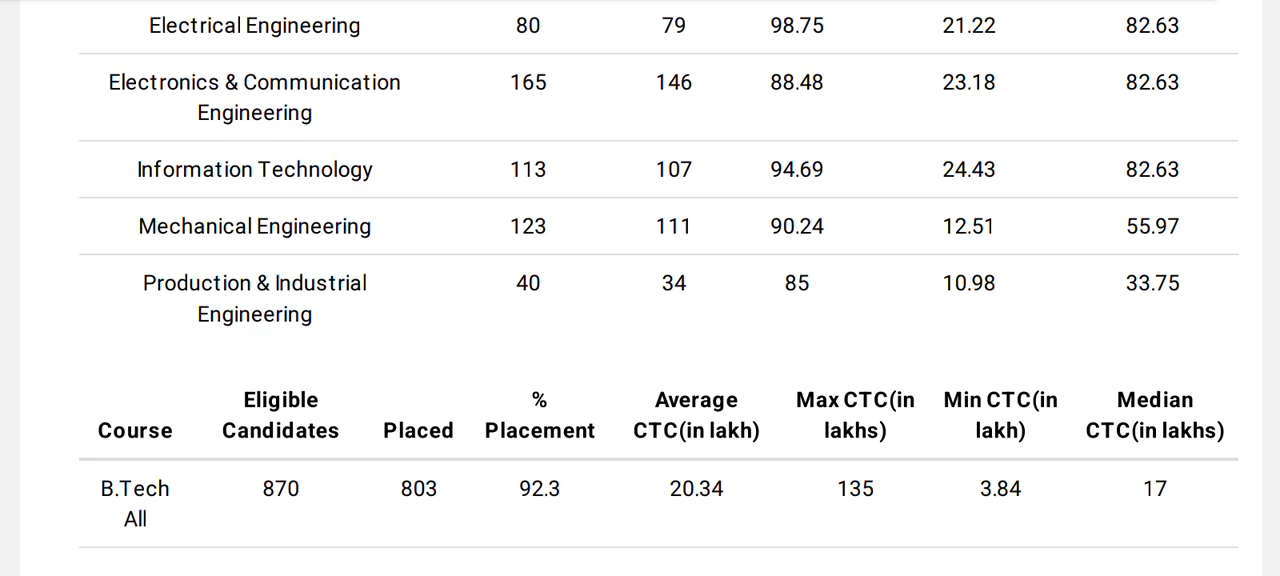 Electrical Engineering 80 79 98.75 21.22 82.63
Electronics & Communication 165 146 88.48 23.18 82.63
Engineering
Information Technology 113 107 94.69 24.43 82.63
Mechanical Engineering 123 111 90.24 12.51 55.97
Production & Industrial 40 34 85 10.98 33.75
Engineering
Eligible % Average Max CTC(in Min CTC(in Median
Course Candidates Placed Placement CTC(in lakh) lakhs) lakh) CTC(in lakhs)
B.Tech 870 803 92.3 20.34 135 3.84 17
All